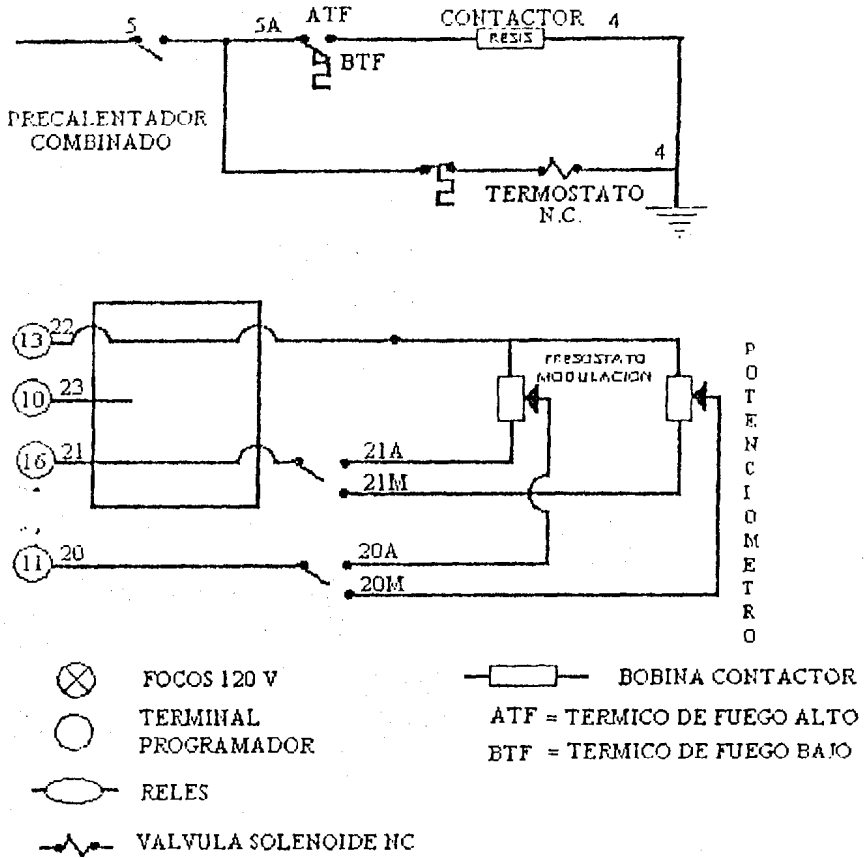 5
5A
ATF
CONTACTOR
4
RESIS
BTF
PRECALENTADOR
COMBINADO
4
TERMOSTATO
N.C.
13 22
10 23
16 21
11 20
PRESOSTATO
MODULACION
21A
21M
20A
20M
POTENCIOMETRO
FOCOS 120 V
TERMINAL
PROGRAMADOR
RELES
VALVULA SOLENOIDE NC
BOBINA CONTACTOR
ATF = TERMICO DE FUEGO ALTO
BTF = TERMICO DE FUEGO BAJO